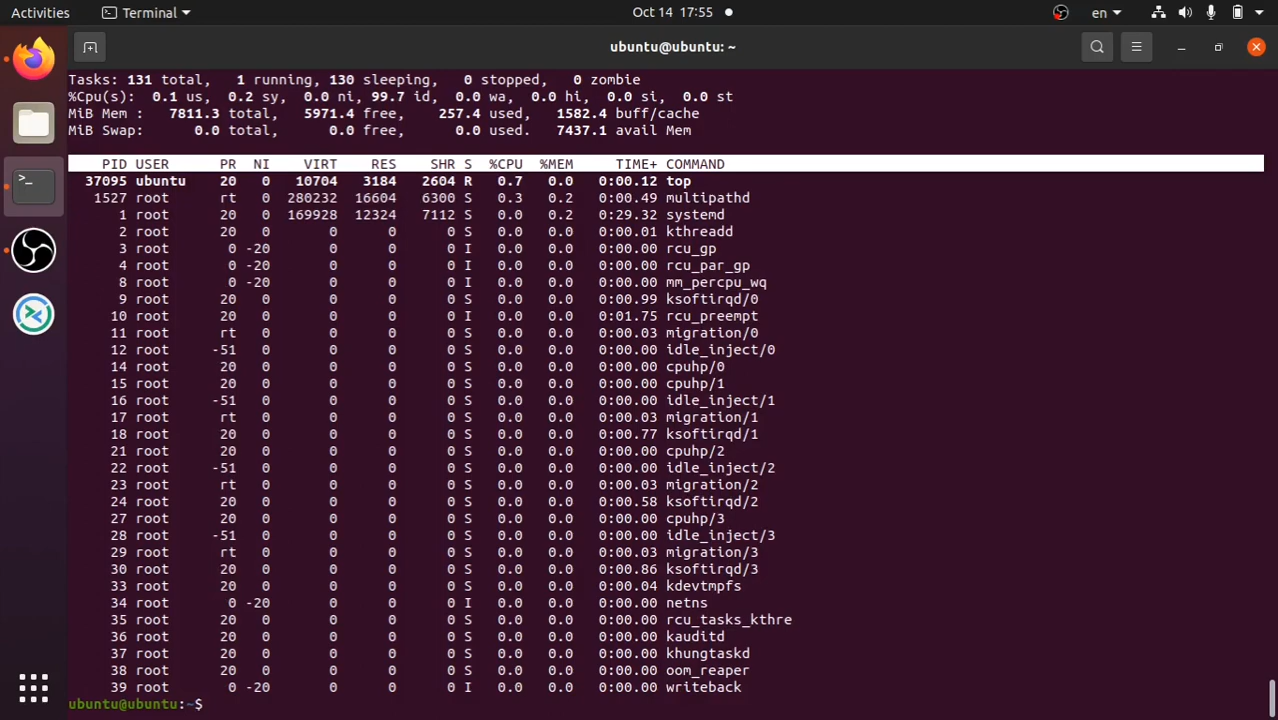 Activities Terminal Oct 14 17:55 en
ubuntu@ubuntu: ~
Tasks: 131 total, 1 running, 130 sleeping, 0 stopped, 0 zombie
%Cpu(s): 0.1 us, 0.2 sy, 0.0 ni, 99.7 id, 0.0 wa, 0.0 hi, 0.0 si, 0.0 st
MiB Mem : 7811.3 total, 5971.4 free, 257.4 used, 1582.4 buff/cache
MiB Swap: 0.0 total, 0.0 free, 0.0 used. 7437.1 avail Mem
PID USER PR NI VIRT RES SHR S %CPU %MEM TIME+ COMMAND
37095 ubuntu 20 0 10704 3184 2604 R 0.7 0.0 0:00.12 top
1527 root rt 0 280232 16604 6300 S 0.3 0.2 0:00.49 multipathd
1 root 20 0 169928 12324 7112 S 0.0 0.2 0:29.32 systemd
2 root 20 0 0 0 0 S 0.0 0.0 0:00.01 kthreadd
3 root 0 -20 0 0 0 I 0.0 0.0 0:00.00 rcu_gp
4 root 0 -20 0 0 0 I 0.0 0.0 0:00.00 rcu_par_gp
8 root 0 -20 0 0 0 I 0.0 0.0 0:00.00 mm_percpu_wq
9 root 20 0 0 0 0 S 0.0 0.0 0:00.99 ksoftirqd/0
10 root 20 0 0 0 0 I 0.0 0.0 0:01.75 rcu_preempt
11 root rt 0 0 0 0 S 0.0 0.0 0:00.03 migration/0
12 root -51 0 0 0 0 S 0.0 0.0 0:00.00 idle_inject/0
14 root 20 0 0 0 0 S 0.0 0.0 0:00.00 cpuhp/0
15 root 20 0 0 0 0 S 0.0 0.0 0:00.00 cpuhp/1
16 root -51 0 0 0 0 S 0.0 0.0 0:00.00 idle_inject/1
17 root rt 0 0 0 0 S 0.0 0.0 0:00.03 migration/1
18 root 20 0 0 0 0 S 0.0 0.0 0:00.77 ksoftirqd/1
21 root 20 0 0 0 0 S 0.0 0.0 0:00.00 cpuhp/2
22 root -51 0 0 0 0 S 0.0 0.0 0:00.00 idle_inject/2
23 root rt 0 0 0 0 S 0.0 0.0 0:00.03 migration/2
24 root 20 0 0 0 0 S 0.0 0.0 0:00.58 ksoftirqd/2
27 root 20 0 0 0 0 S 0.0 0.0 0:00.00 cpuhp/3
28 root -51 0 0 0 0 S 0.0 0.0 0:00.00 idle_inject/3
29 root rt 0 0 0 0 S 0.0 0.0 0:00.03 migration/3
30 root 20 0 0 0 0 S 0.0 0.0 0:00.86 ksoftirqd/3
33 root 20 0 0 0 0 S 0.0 0.0 0:00.04 kdevtmpfs
34 root 0 -20 0 0 0 I 0.0 0.0 0:00.00 netns
35 root 20 0 0 0 0 S 0.0 0.0 0:00.00 rcu_tasks_kthre
36 root 20 0 0 0 0 S 0.0 0.0 0:00.00 kauditd
37 root 20 0 0 0 0 S 0.0 0.0 0:00.00 khungtaskd
38 root 20 0 0 0 0 S 0.0 0.0 0:00.00 oom_reaper
39 root 0 -20 0 0 0 I 0.0 0.0 0:00.00 writeback
ubuntu@ubuntu:~$